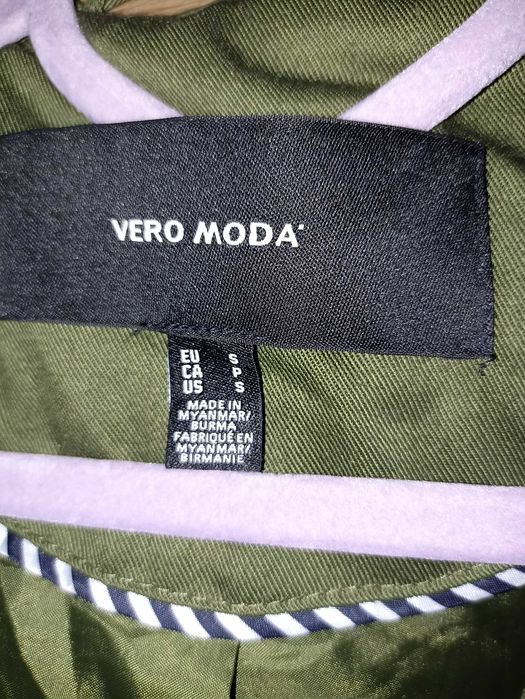 VERO MODA
EU S
CA P
US S
MADE IN
MYANMAR/
BURMA
FABRIQUÉ EN
MYANMAR/
BIRMANIE